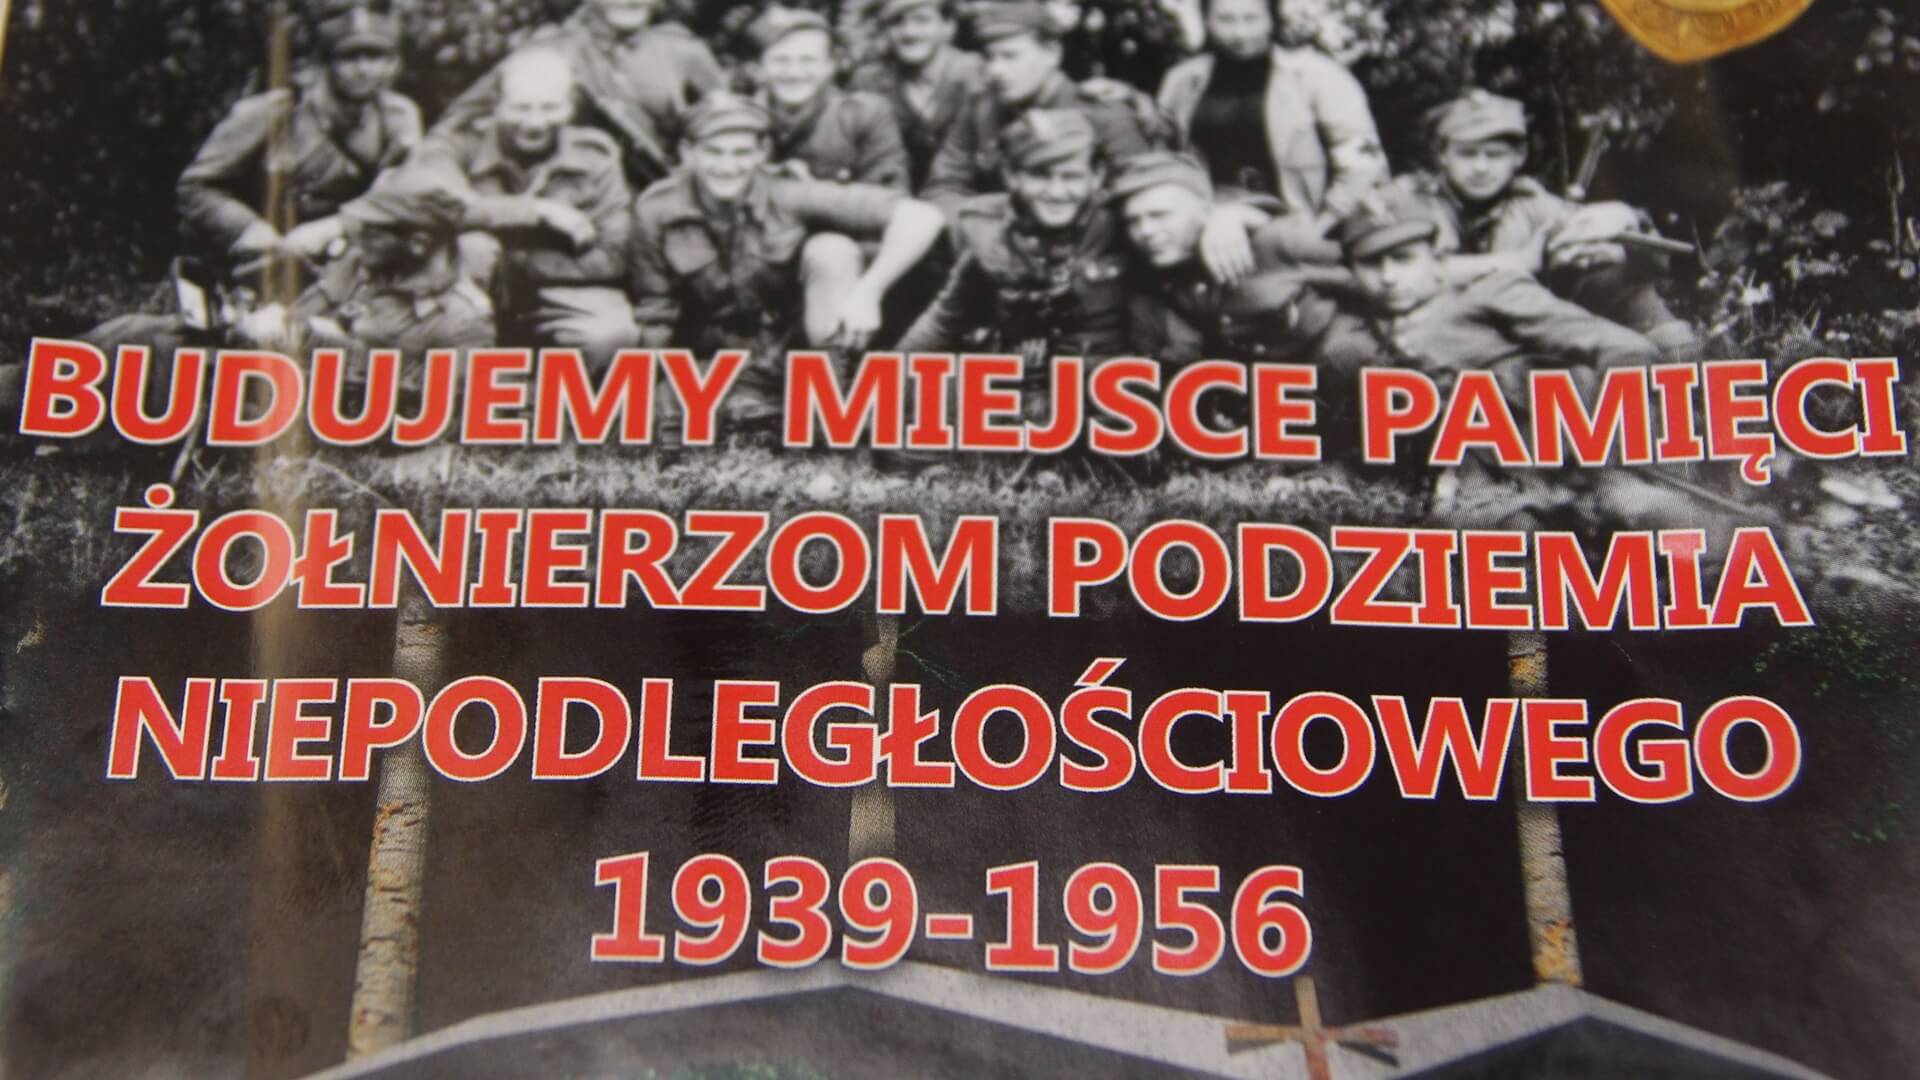 BUDUJEMY MIEJSCE PAMIĘCI
ŻOŁNIERZOM PODZIEMIA
NIEPODLEGŁOŚCIOWEGO
1939-1956